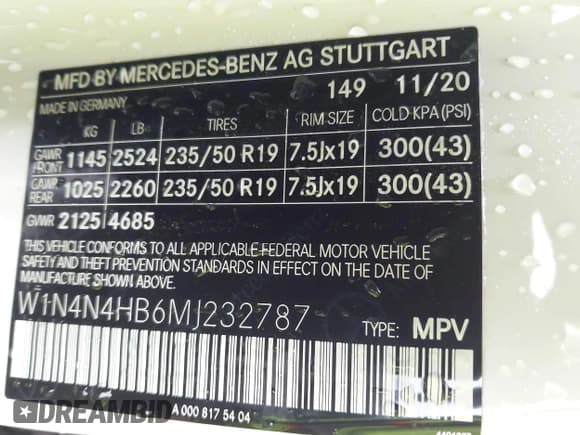 MFD BY MERCEDES-BENZ AG STUTTGART
MADE IN GERMANY 149 11/20
KG LB TIRES RIM SIZE COLD KPA (PSI)
GAWR FRONT 1145 2524 235/50 R19 7.5Jx19 300(43)
GAWR REAR 1025 2260 235/50 R19 7.5Jx19 300(43)
GVWR 2125 4685
THIS VEHICLE CONFORMS TO ALL APPLICABLE FEDERAL MOTOR VEHICLE
SAFETY AND THEFT PREVENTION STANDARDS IN EFFECT ON THE DATE OF
MANUFACTURE SHOWN ABOVE.
W1N4N4HB6MJ232787
TYPE: MPV
A 000 817 54 04
DREAMBID